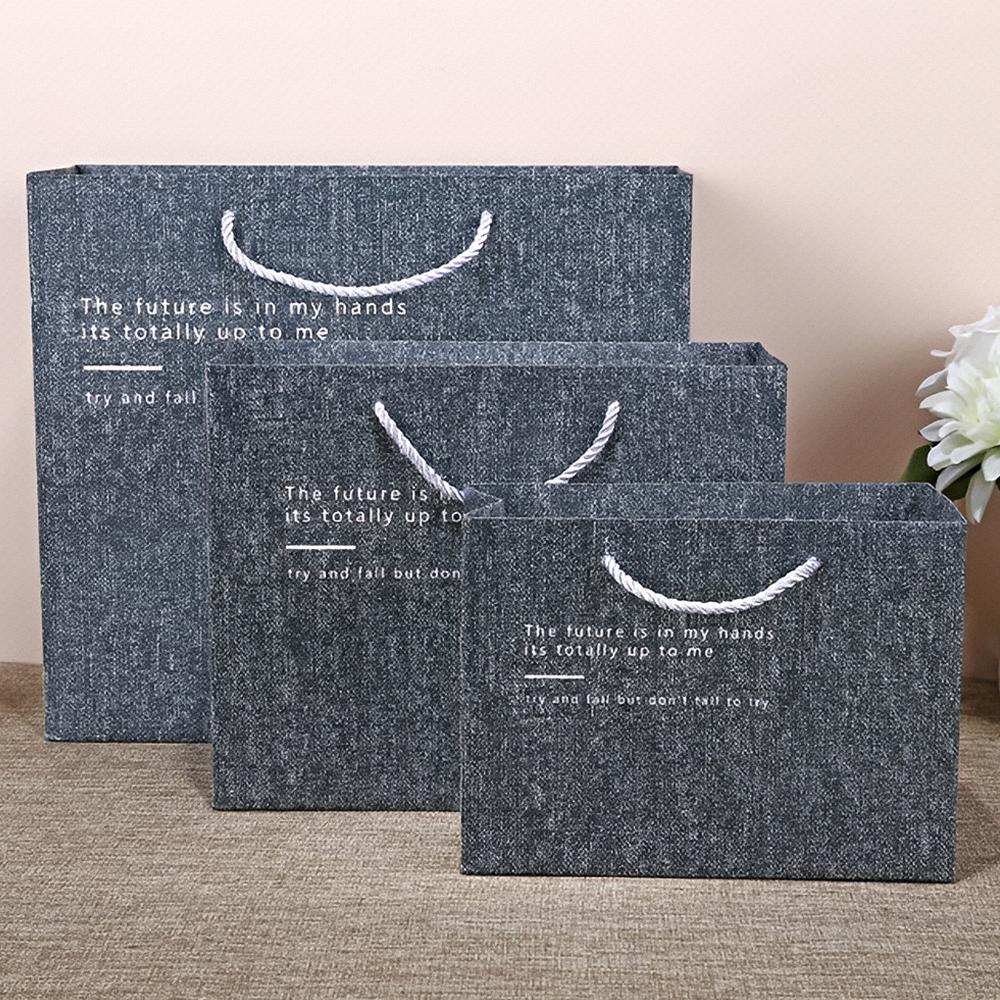 The future is in my hands
its totally up to me
try and fail
The future is in
its totally up to
try and fail but don
The future is in my hands
its totally up to me
try and fail but don't fail to try